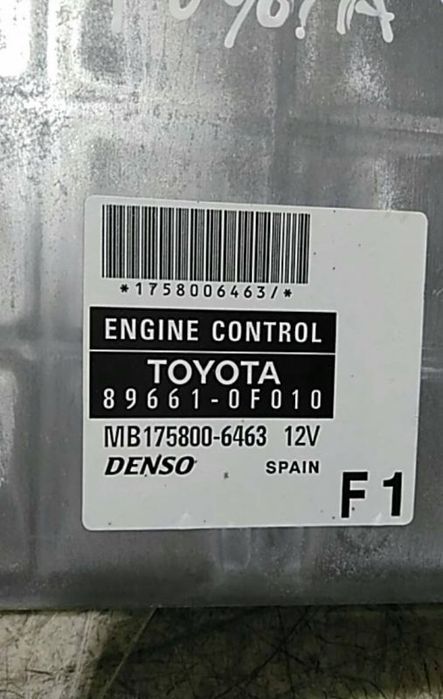 *1758006463/*
ENGINE CONTROL
TOYOTA
89661-0F010
MB175800-6463 12V
DENSO SPAIN
F1